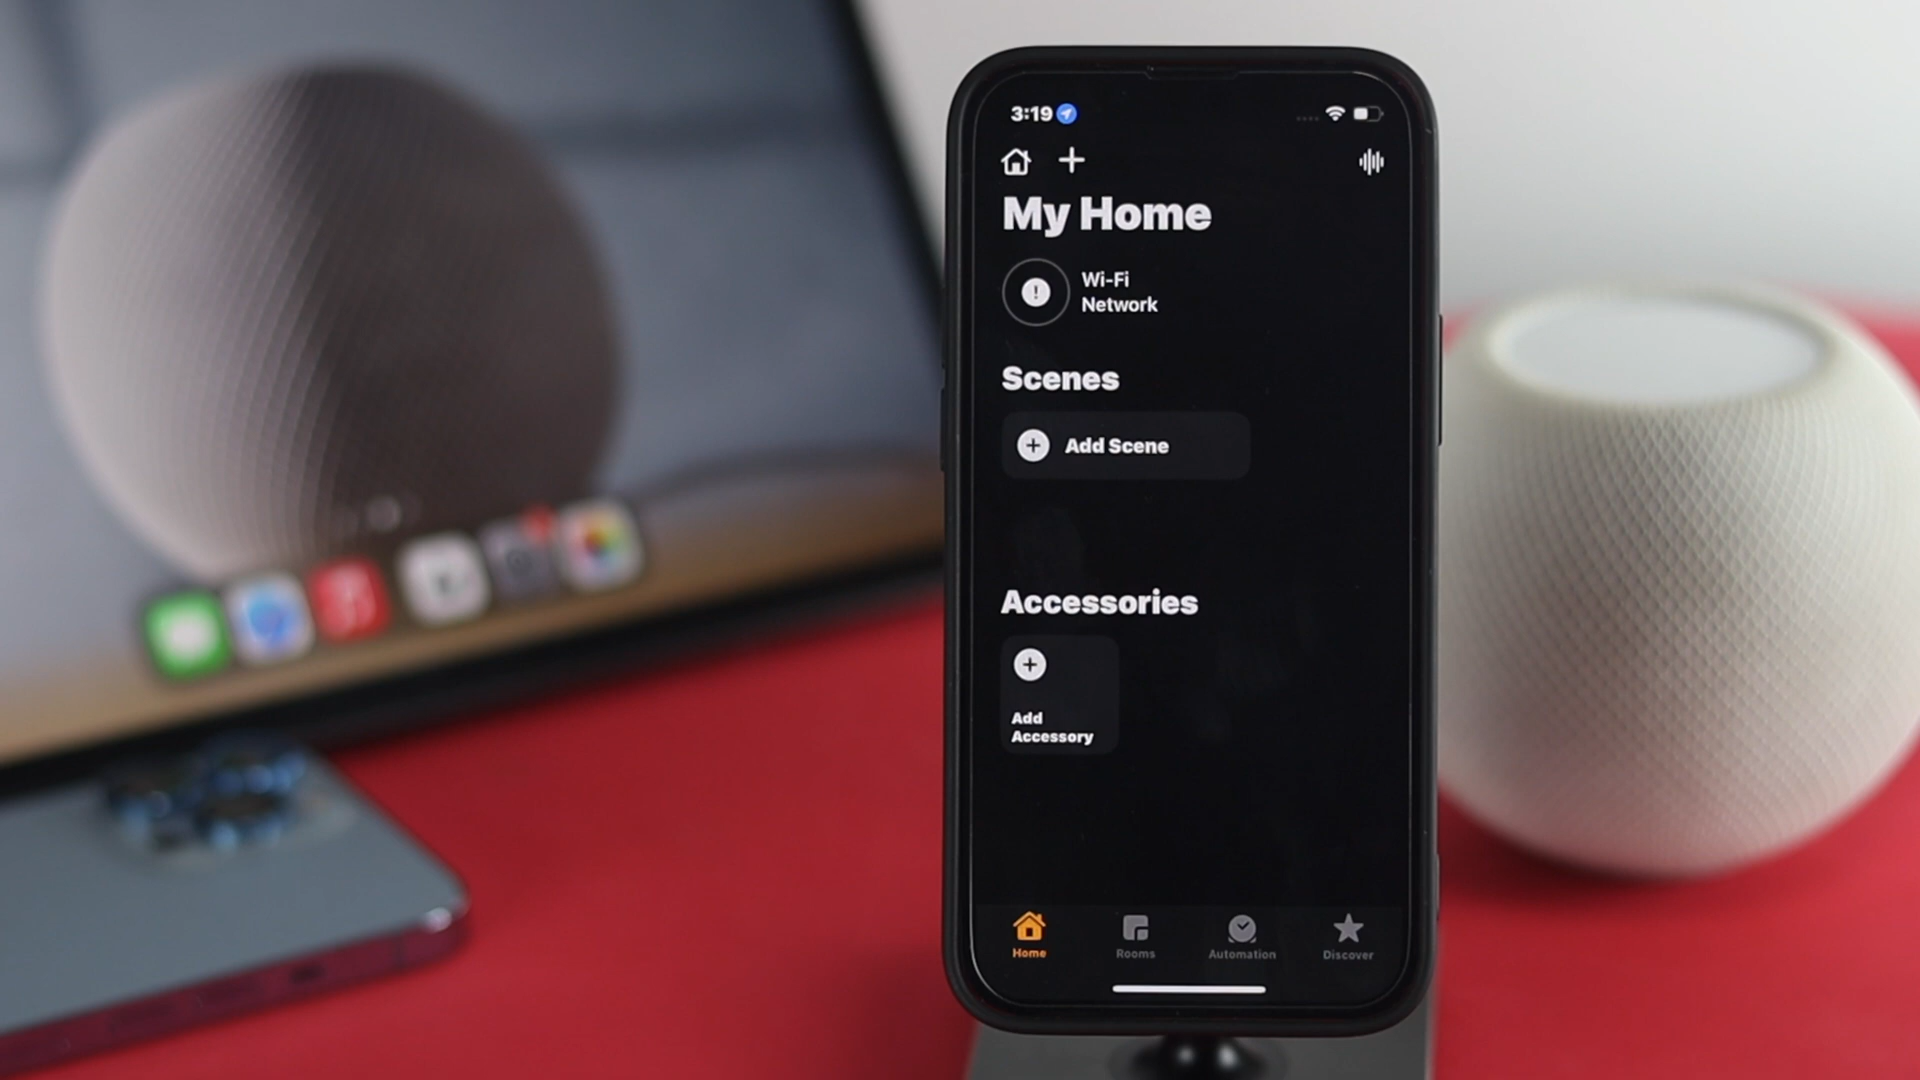 3:19
My Home
Wi-Fi
Network
Scenes
Add Scene
Accessories
Add
Accessory
Home
Rooms
Automation
Discover